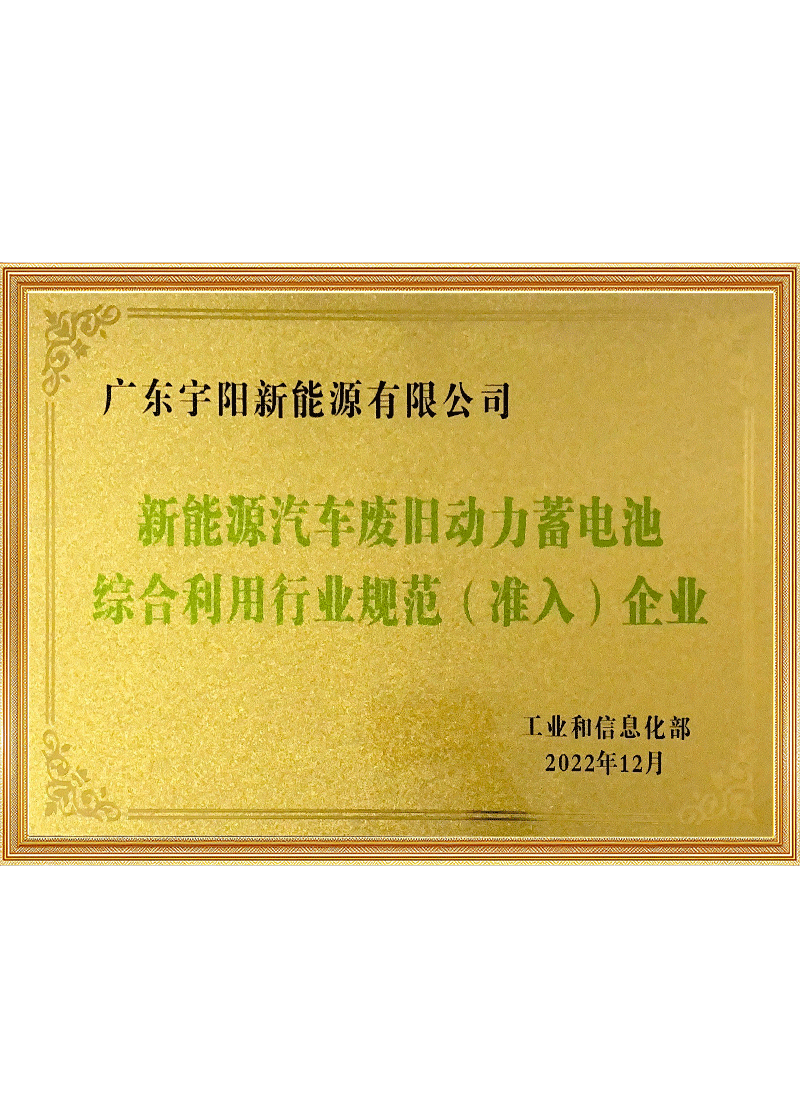 广东宇阳新能源有限公司
新能源汽车废旧动力蓄电池
综合利用行业规范（准入）企业
工业和信息化部
2022年12月